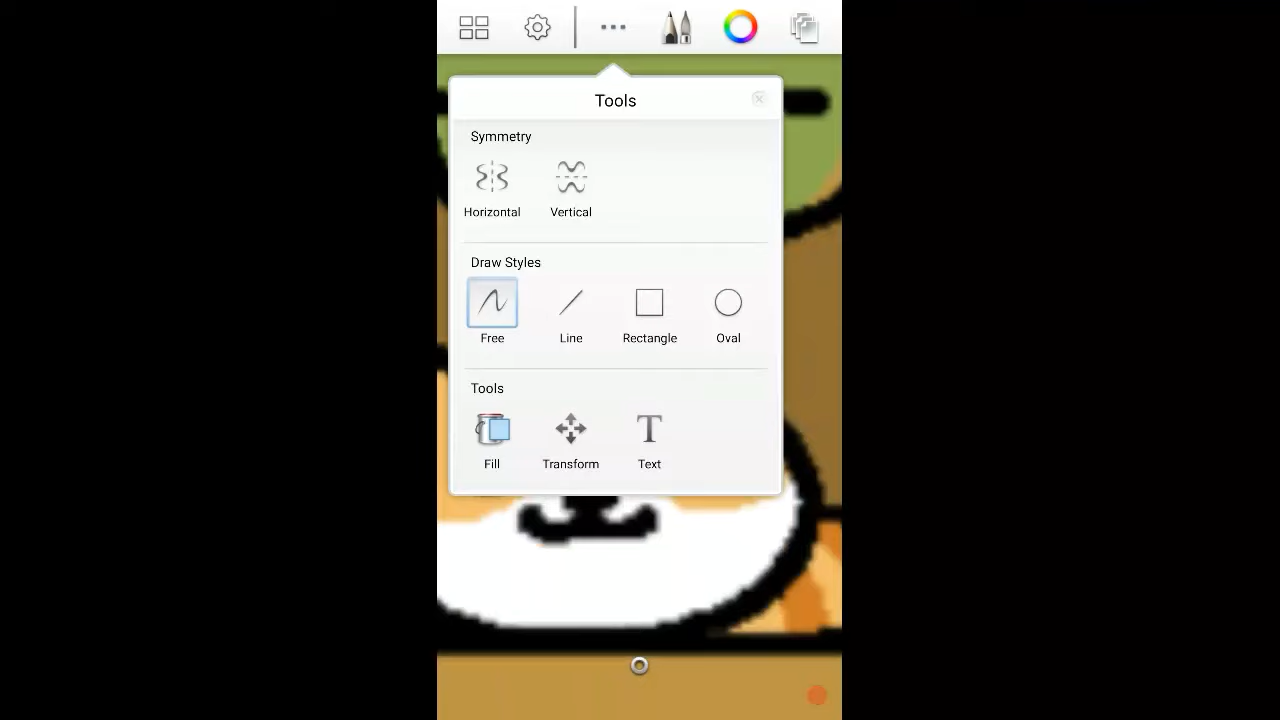 Tools
Symmetry
Horizontal Vertical
Draw Styles
Free Line Rectangle Oval
Tools
Fill Transform Text